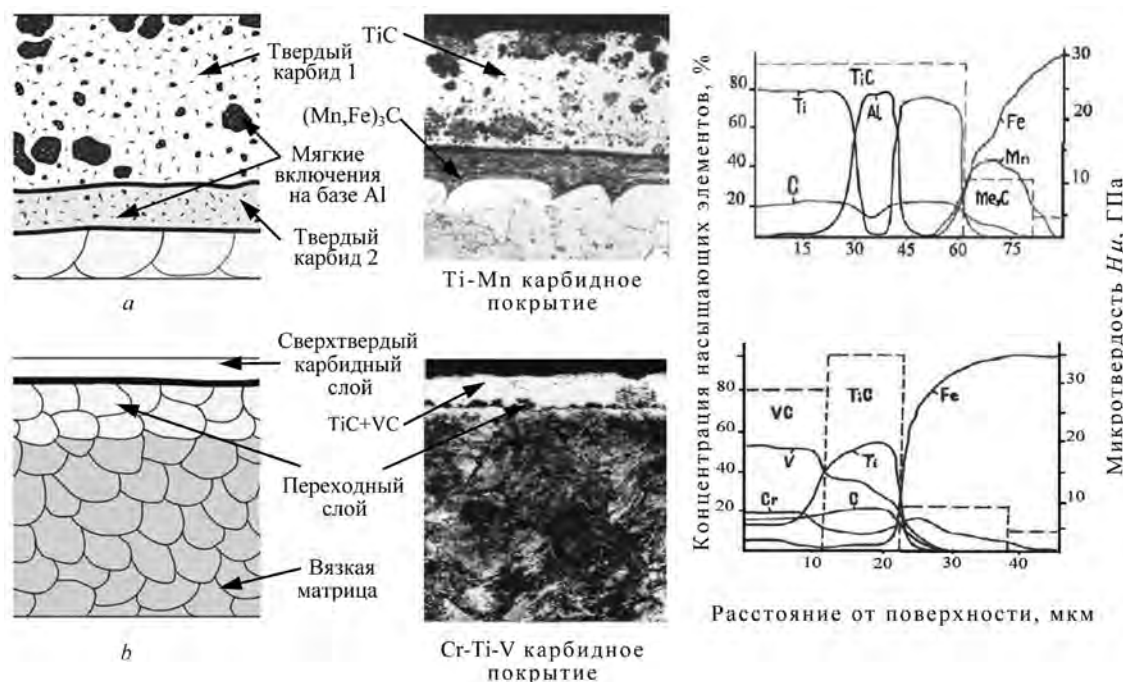 Твердый
карбид 1
Мягкие
включения
на базе Al
Твердый
карбид 2
a
TiC
(Mn,Fe)₃C
Ti-Mn карбидное
покрытие
Сверхтвердый
карбидный
слой
TiC+VC
Переходный
слой
Вязкая
матрица
b
Cr-Ti-V карбидное
покрытие
Концентрация насыщающих элементов, %
80
60
40
20
TiC
Ti
Al
C
Fe
Mn
Me₃C
15
30
45
60
75
30
20
10
80
60
40
20
VC
TiC
V
Ti
Cr
C
Fe
10
20
30
40
30
20
10
Микротвердость Hμ, ГПа
Расстояние от поверхности, мкм